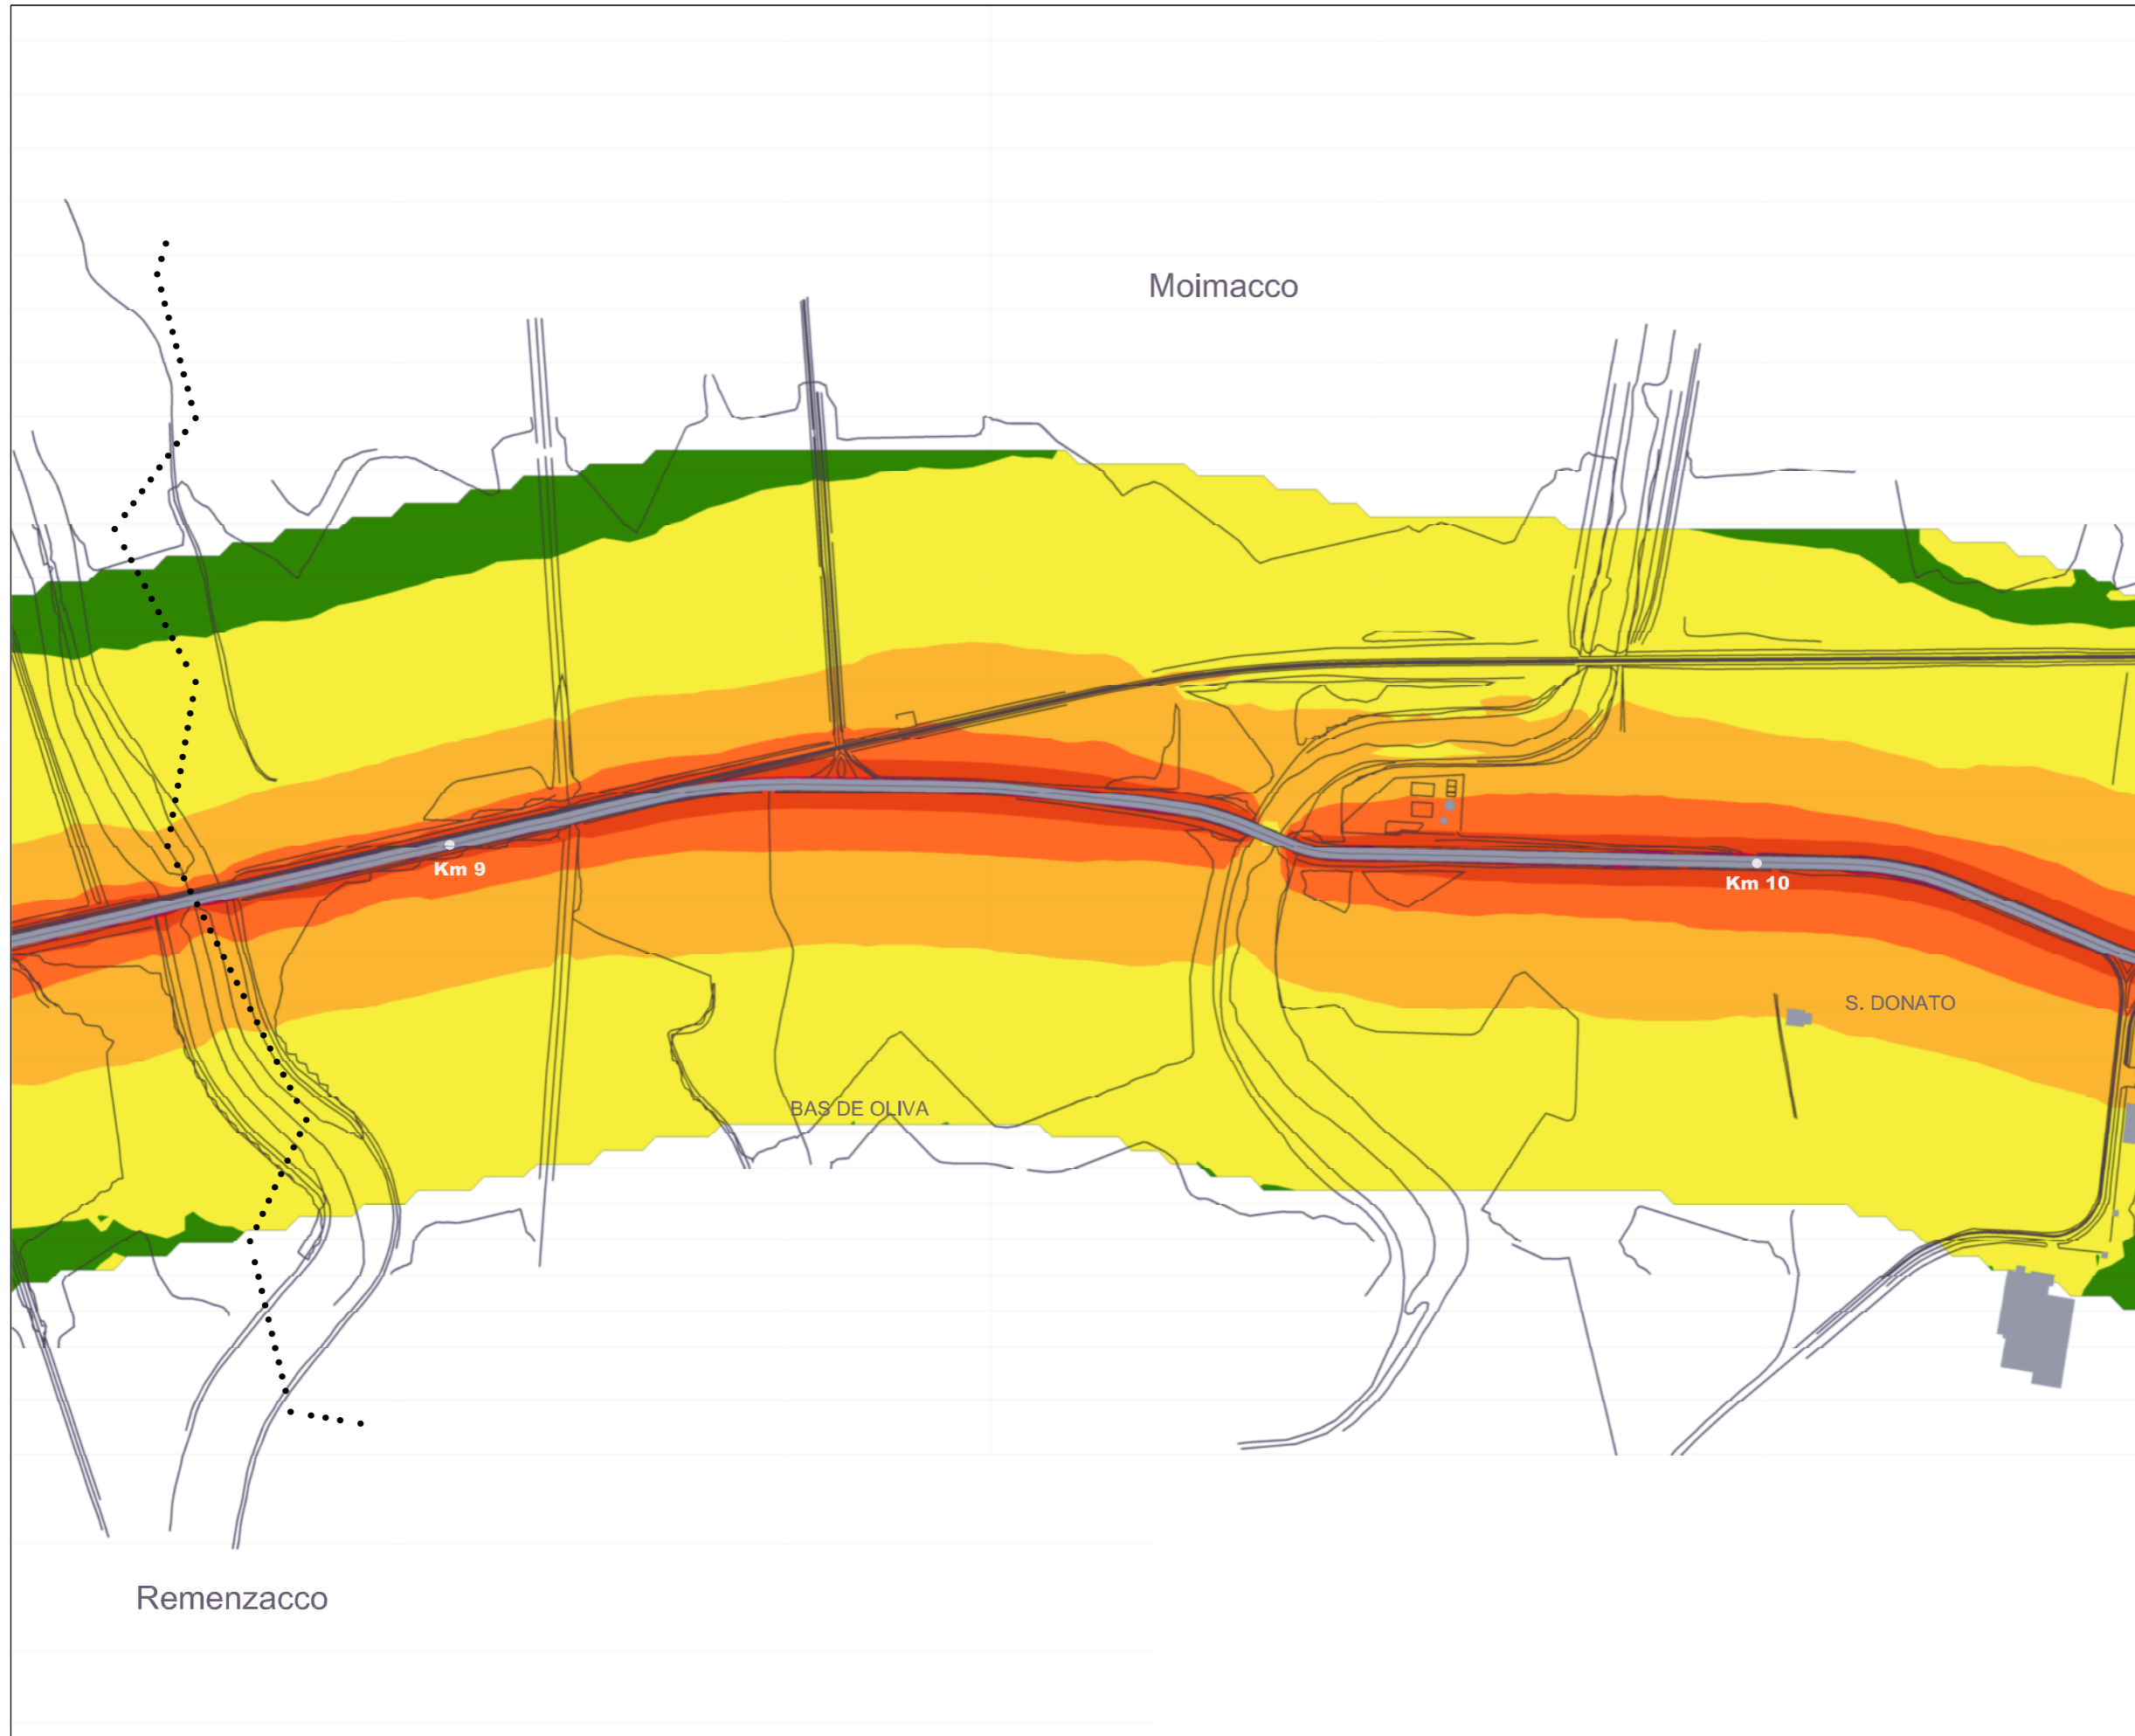 Moimacco
Km 9
Km 10
S. DONATO
BAS DE OLIVA
Remenzacco